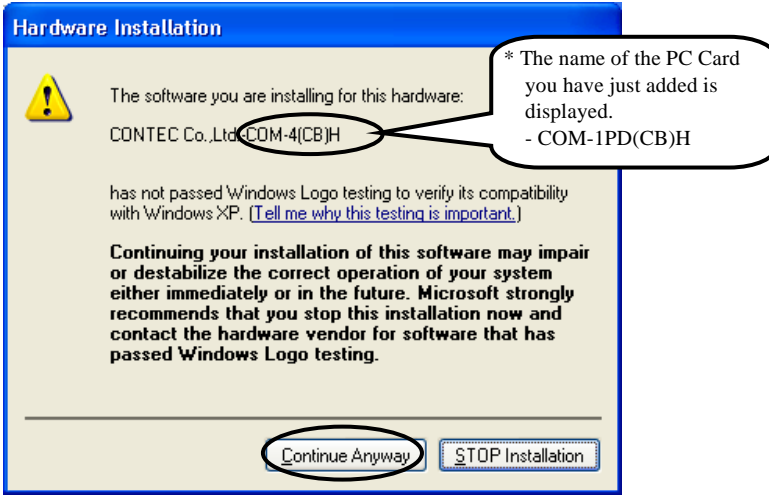 Hardware Installation
* The name of the PC Card
you have just added is
displayed.
- COM-1PD(CB)H
The software you are installing for this hardware:
CONTEC Co.,Ltd.-COM-4(CB)H
has not passed Windows Logo testing to verify its compatibility
with Windows XP. (Tell me why this testing is important.)
Continuing your installation of this software may impair
or destabilize the correct operation of your system
either immediately or in the future. Microsoft strongly
recommends that you stop this installation now and
contact the hardware vendor for software that has
passed Windows Logo testing.
Continue Anyway
STOP Installation